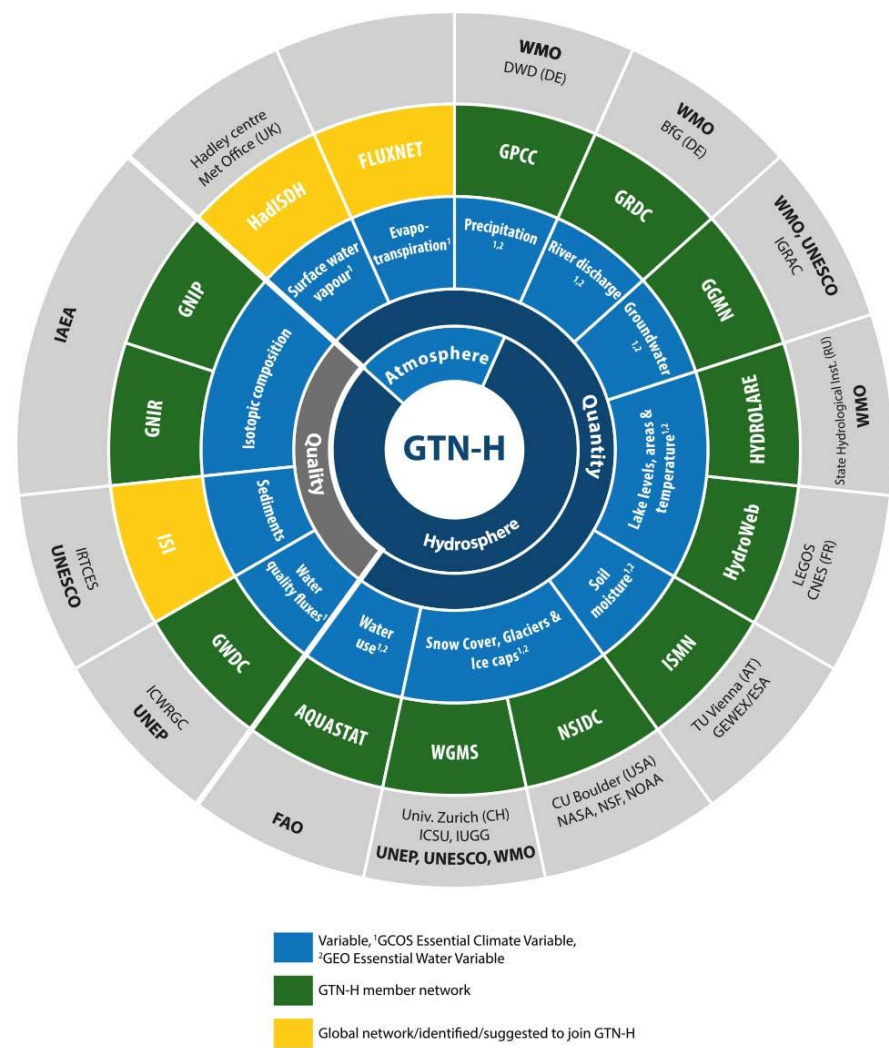 WMO
DWD (DE)
WMO
BfG (DE)
WMO, UNESCO
IGRAC
WMO
State Hydrological Inst. (RU)
LEGOS
CNES (FR)
TU Vienna (AT)
GEWEX/ESA
CU Boulder (USA)
NASA, NSF, NOAA
Univ. Zurich (CH)
ICSU, IUGG
UNEP, UNESCO, WMO
FAO
ICWRGC
UNEP
IRTCES
UNESCO
IAEA
Hadley centre
Met Office (UK)
FLUXNET
GPCC
GRDC
GGMN
HYDROLARE
HydroWeb
ISMN
NSIDC
WGMS
AQUASTAT
GWDC
ISI
GNIR
GNIP
HadISDH
Evapo-
transpiration¹
Precipitation
1,2
River discharge
1,2
Groundwater
1,2
Lake levels, areas &
temperature1,2
Soil
moisture1,2
Snow Cover, Glaciers &
Ice caps1,2
Water
use1,2
Water
quality fluxes¹
Sediments
Isotopic composition
Surface water
vapour¹
Quantity
Quality
Atmosphere
Hydrosphere
GTN-H
Variable, ¹GCOS Essential Climate Variable,
²GEO Essenstial Water Variable
GTN-H member network
Global network/identified/suggested to join GTN-H